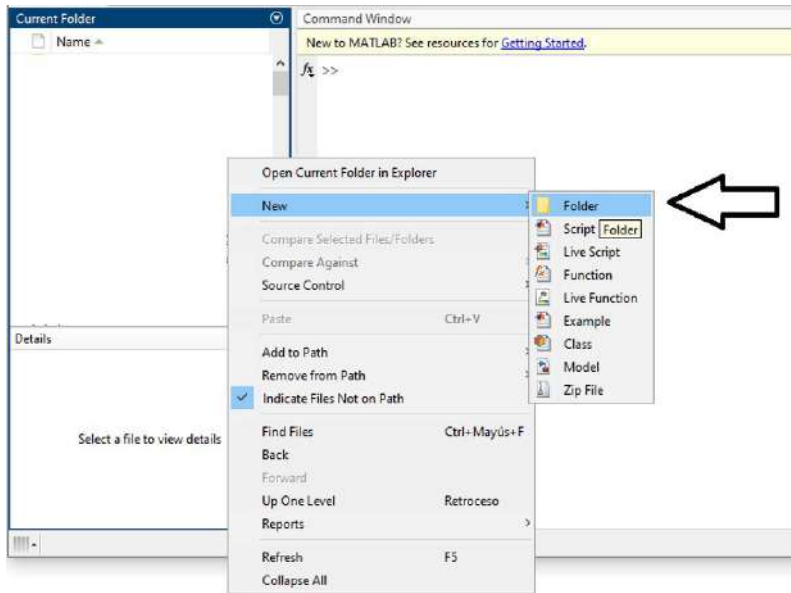 Current Folder
Name
Command Window
New to MATLAB? See resources for Getting Started.
fx >>
Open Current Folder in Explorer
New
Compare Selected Files/Folders
Compare Against
Source Control
Paste Ctrl+V
Add to Path
Remove from Path
Indicate Files Not on Path
Find Files Ctrl+Mayús+F
Back
Forward
Up One Level Retroceso
Reports
Refresh F5
Collapse All
Folder
Script Folder
Live Script
Function
Live Function
Example
Class
Model
Zip File
Details
Select a file to view details